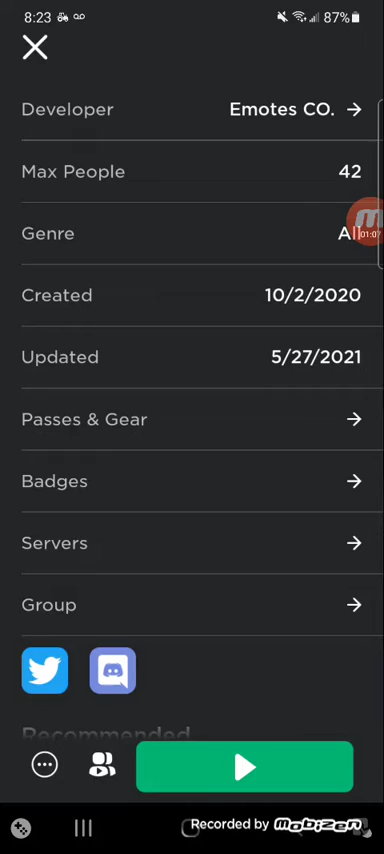 8:23
87%
Developer Emotes CO.
Max People 42
Genre All
01:07
Created 10/2/2020
Updated 5/27/2021
Passes & Gear
Badges
Servers
Group
Recommended
Recorded by mobizen